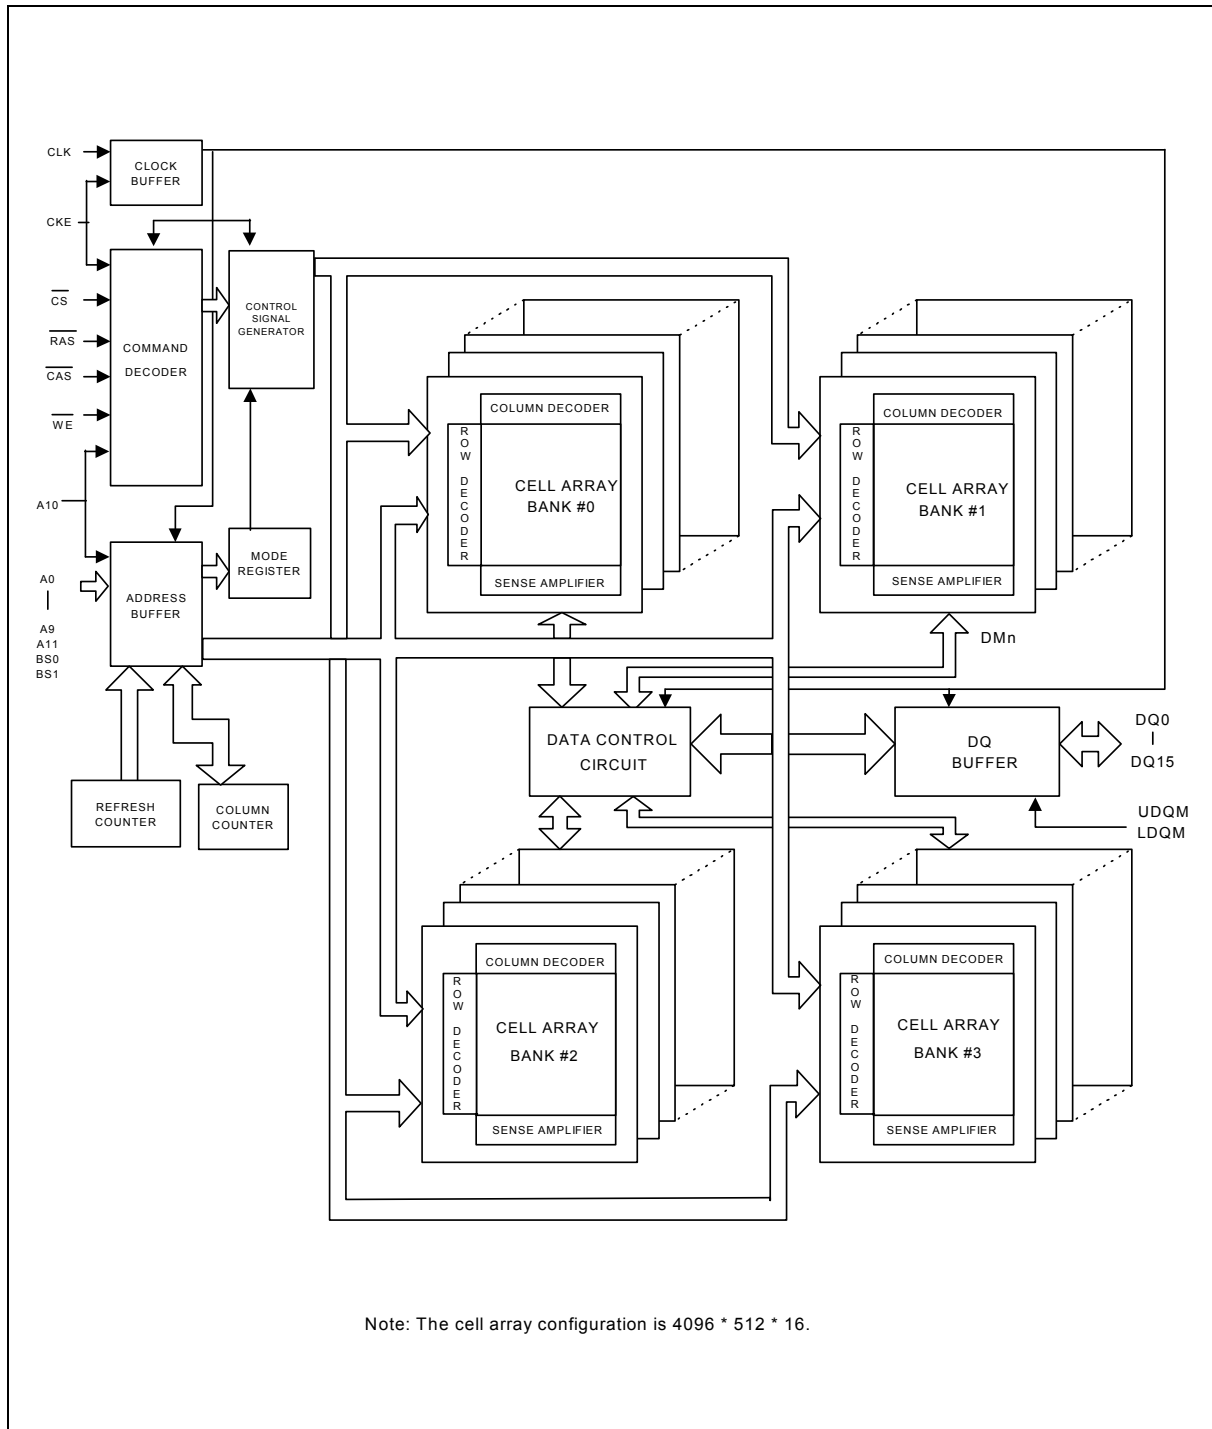 CLK
CLOCK
BUFFER
CKE
CS
RAS
CAS
WE
COMMAND
DECODER
CONTROL
SIGNAL
GENERATOR
A10
A0
A9
A11
BS0
BS1
ADDRESS
BUFFER
MODE
REGISTER
REFRESH
COUNTER
COLUMN
COUNTER
COLUMN DECODER
ROW DECODER
CELL ARRAY
BANK #0
SENSE AMPLIFIER
COLUMN DECODER
ROW DECODER
CELL ARRAY
BANK #1
SENSE AMPLIFIER
DMn
DATA CONTROL
CIRCUIT
DQ
BUFFER
DQ0
DQ15
UDQM
LDQM
COLUMN DECODER
ROW DECODER
CELL ARRAY
BANK #2
SENSE AMPLIFIER
COLUMN DECODER
ROW DECODER
CELL ARRAY
BANK #3
SENSE AMPLIFIER
Note: The cell array configuration is 4096 * 512 * 16.